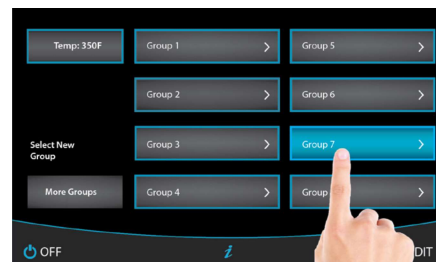 Temp: 350F
Group 1
Group 5
Group 2
Group 6
Select New
Group
Group 3
Group 7
More Groups
Group 4
Group
OFF
i
DIT